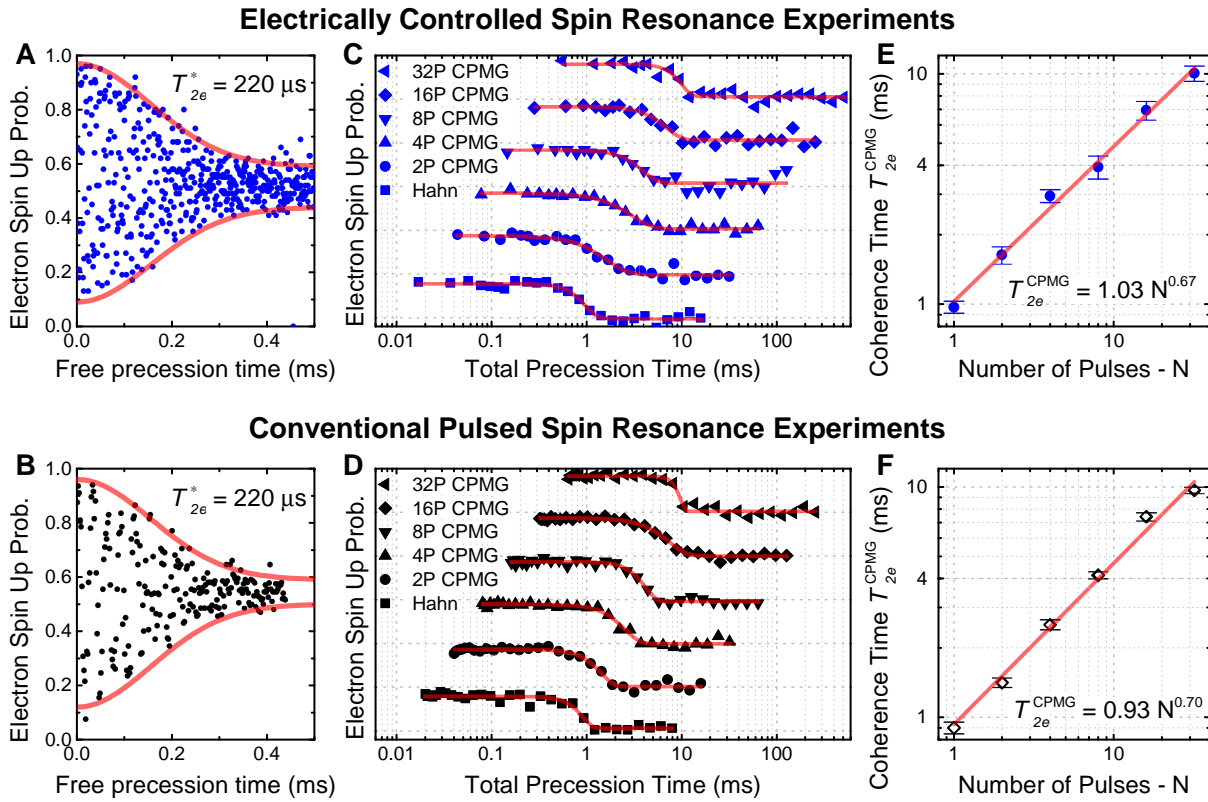 Electrically Controlled Spin Resonance Experiments
A
Electron Spin Up Prob.
1.0
0.8
0.6
0.4
0.2
0.0
T*2e = 220 µs
0.0 0.2 0.4
Free precession time (ms)
C
Electron Spin Up Prob.
32P CPMG
16P CPMG
8P CPMG
4P CPMG
2P CPMG
Hahn
0.01 0.1 1 10 100
Total Precession Time (ms)
E
Coherence Time T2eCPMG (ms)
10
4
1
T2eCPMG = 1.03 N0.67
1 10
Number of Pulses - N
Conventional Pulsed Spin Resonance Experiments
B
Electron Spin Up Prob.
1.0
0.8
0.6
0.4
0.2
0.0
T*2e = 220 µs
0.0 0.2 0.4
Free precession time (ms)
D
Electron Spin Up Prob.
32P CPMG
16P CPMG
8P CPMG
4P CPMG
2P CPMG
Hahn
0.01 0.1 1 10 100
Total Precession Time (ms)
F
Coherence Time T2eCPMG (ms)
10
4
1
T2eCPMG = 0.93 N0.70
1 10
Number of Pulses - N